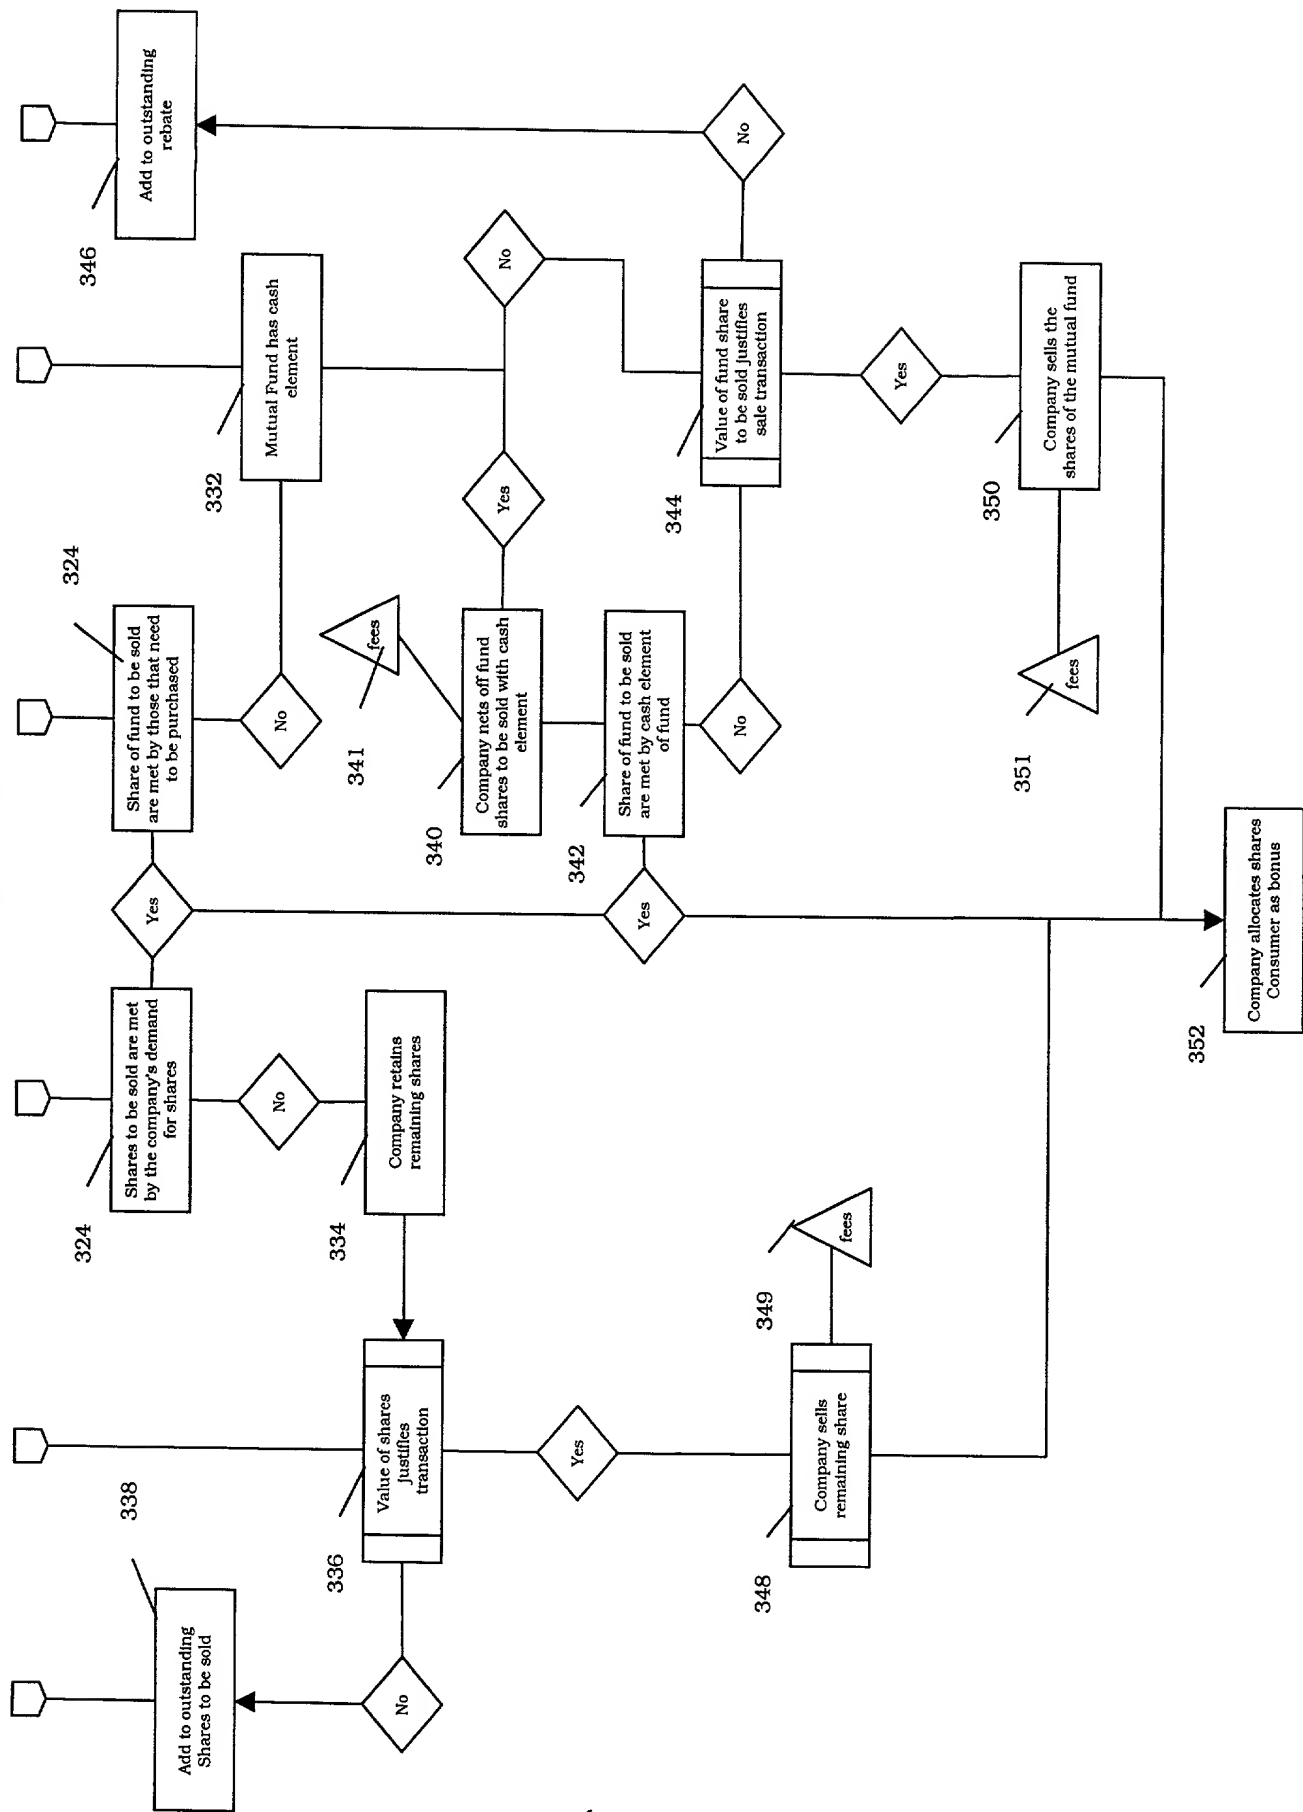 338
Add to outstanding
Shares to be sold
No
336
Value of shares
justifies
transaction
Yes
348
Company sells
remaining share
349
fees
324
Shares to be sold are met
by the company's demand
for shares
No
334
Company retains
remaining shares
Yes
324
Share of fund to be sold
are met by those that need
to be purchased
No
332
Mutual Fund has cash
element
346
Add to outstanding
rebate
341
fees
Yes
No
340
Company nets off fund
shares to be sold with cash
element
342
Share of fund to be sold
are met by cash element
of fund
Yes
No
344
Value of fund share
to be sold justifies
sale transaction
No
Yes
351
fees
350
Company sells the
shares of the mutual fund
352
Company allocates shares
Consumer as bonus